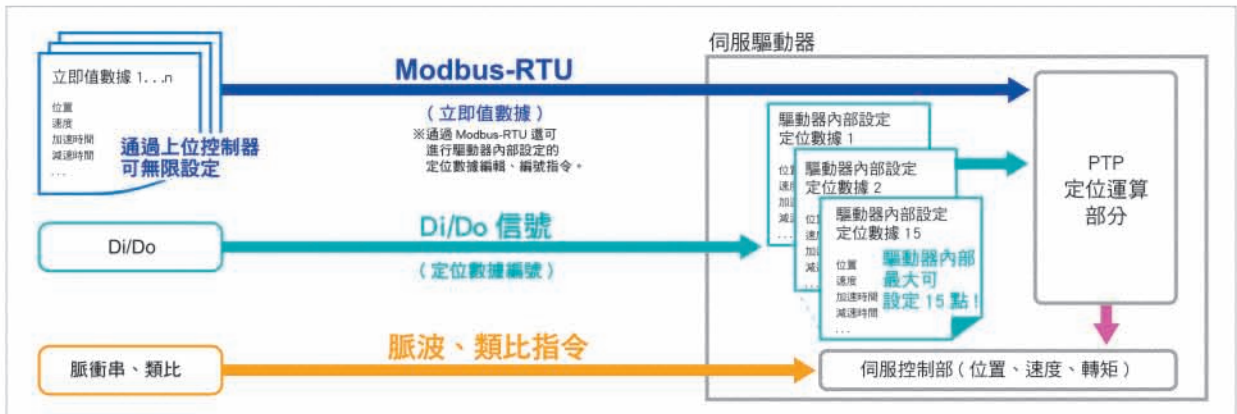 伺服驅動器
立即值數據 1. . .n
位置
速度
加速時間
減速時間
. . .
通過上位控制器
可無限設定
Modbus-RTU
(立即值數據)
※通過 Modbus-RTU 還可
進行驅動器內部設定的
定位數據編輯、編號指令。
驅動器內部設定
定位數據 1
驅動器內部設定
定位數據 2
驅動器內部設定
定位數據 15
位置
速度
加速時間
減速時間
. . .
驅動器內部
最大可
設定 15 點!
PTP
定位運算
部分
Di/Do
Di/Do 信號
(定位數據編號)
脈衝串、類比
脈波、類比指令
伺服控制部 ( 位置、速度、轉矩 )